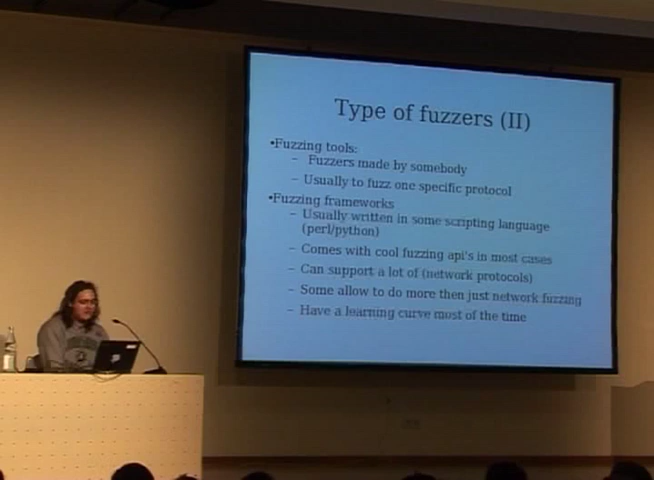 Type of fuzzers (II)
•Fuzzing tools:
– Fuzzers made by somebody
– Usually to fuzz one specific protocol
•Fuzzing frameworks
– Usually written in some scripting language
(perl/python)
– Comes with cool fuzzing api's in most cases
– Can support a lot of (network protocols)
– Some allow to do more then just network fuzzing
– Have a learning curve most of the time